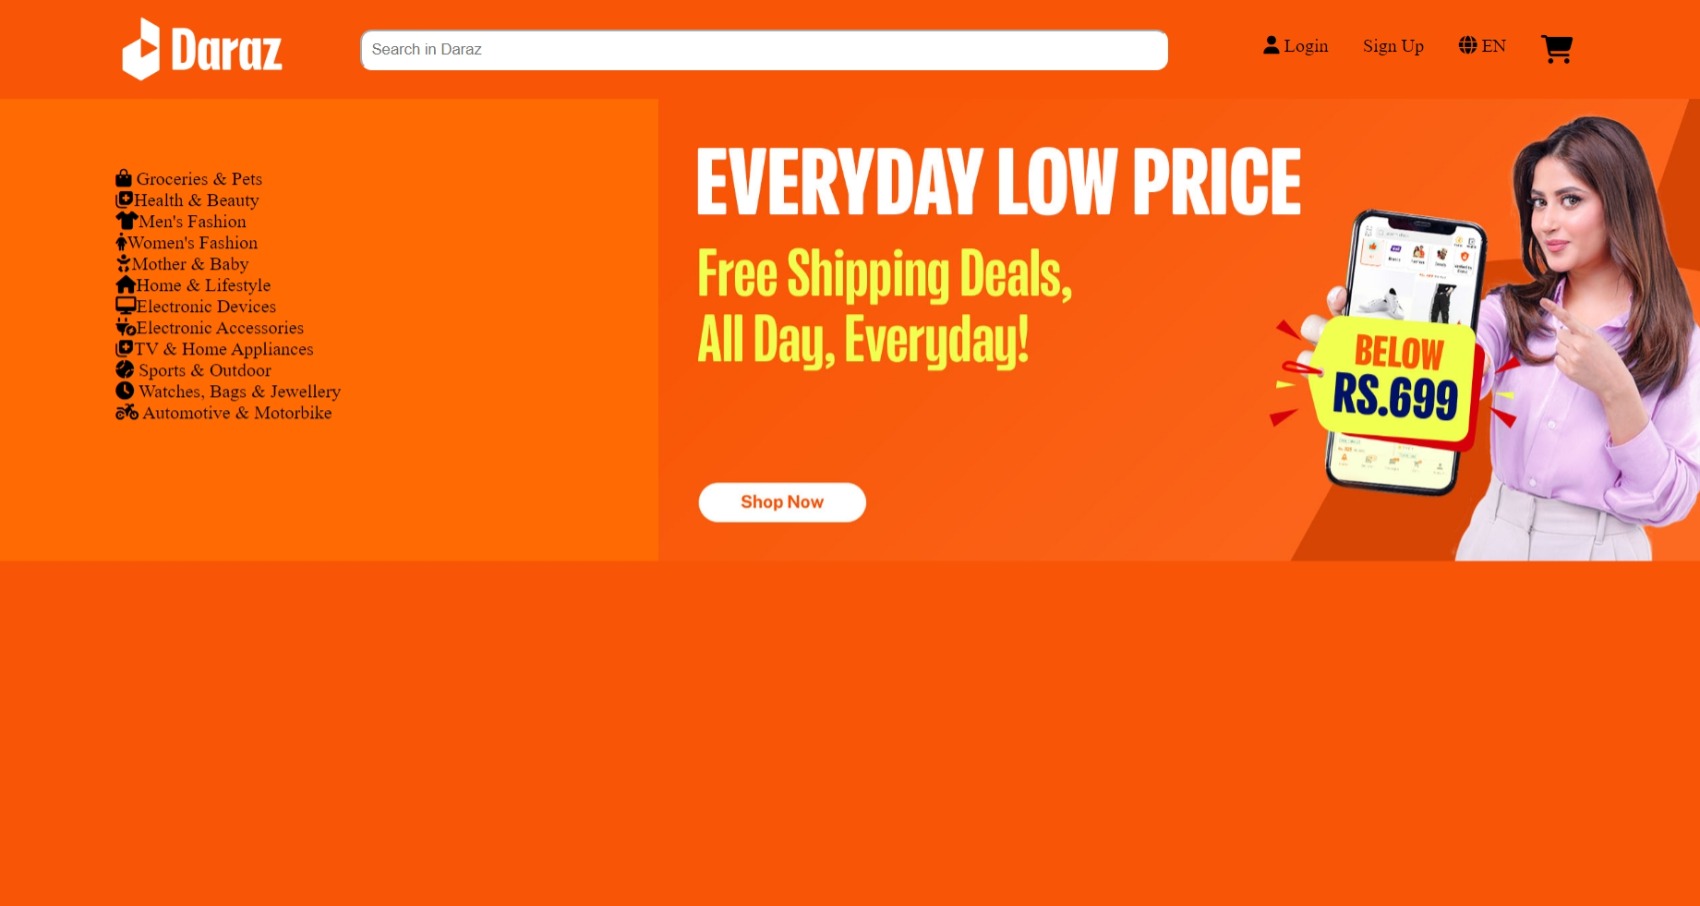 Daraz
Search in Daraz
Login
Sign Up
EN
Groceries & Pets
Health & Beauty
Men's Fashion
Women's Fashion
Mother & Baby
Home & Lifestyle
Electronic Devices
Electronic Accessories
TV & Home Appliances
Sports & Outdoor
Watches, Bags & Jewellery
Automotive & Motorbike
EVERYDAY LOW PRICE
Free Shipping Deals,
All Day, Everyday!
Shop Now
BELOW
RS.699